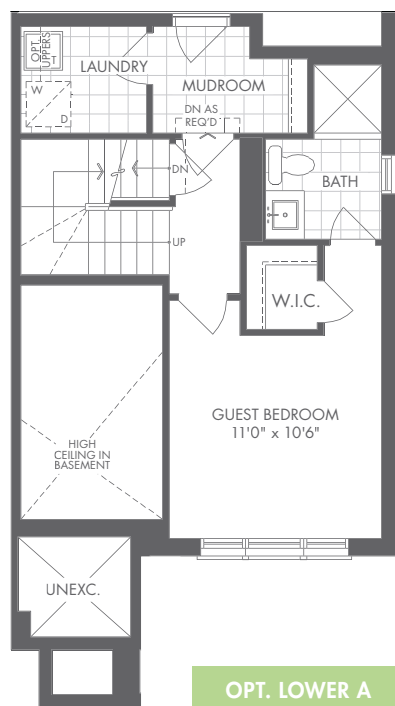 OPT.
UPPERS
T
LAUNDRY
W
D
MUDROOM
DN AS
REQ'D
DN
BATH
UP
W.I.C.
GUEST BEDROOM
11'0" x 10'6"
HIGH
CEILING IN
BASEMENT
UNEXC.
OPT. LOWER A